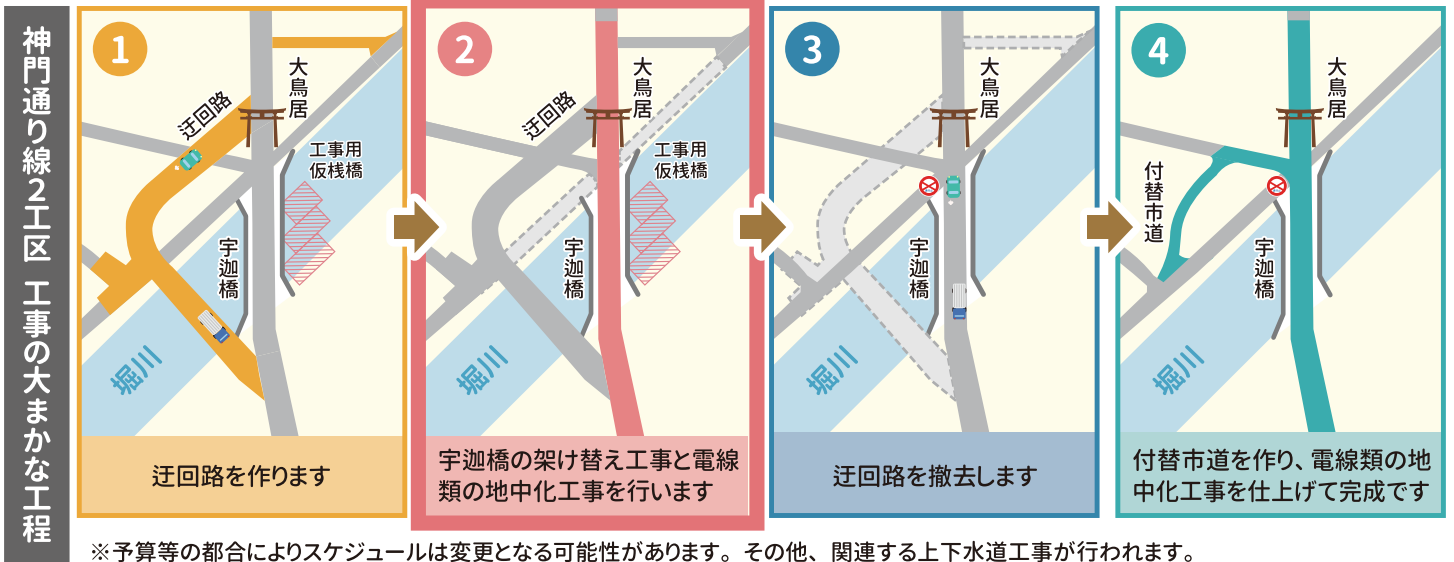 神門通り線２工区 工事の大まかな工程
1
大鳥居
迂回路
工事用
仮桟橋
宇迦橋
堀川
迂回路を作ります
2
大鳥居
迂回路
工事用
仮桟橋
宇迦橋
堀川
宇迦橋の架け替え工事と電線
類の地中化工事を行います
3
大鳥居
宇迦橋
堀川
迂回路を撤去します
4
大鳥居
付替市道
宇迦橋
堀川
付替市道を作り、電線類の地
中化工事を仕上げて完成です
※予算等の都合によりスケジュールは変更となる可能性があります。その他、関連する上下水道工事が行われます。